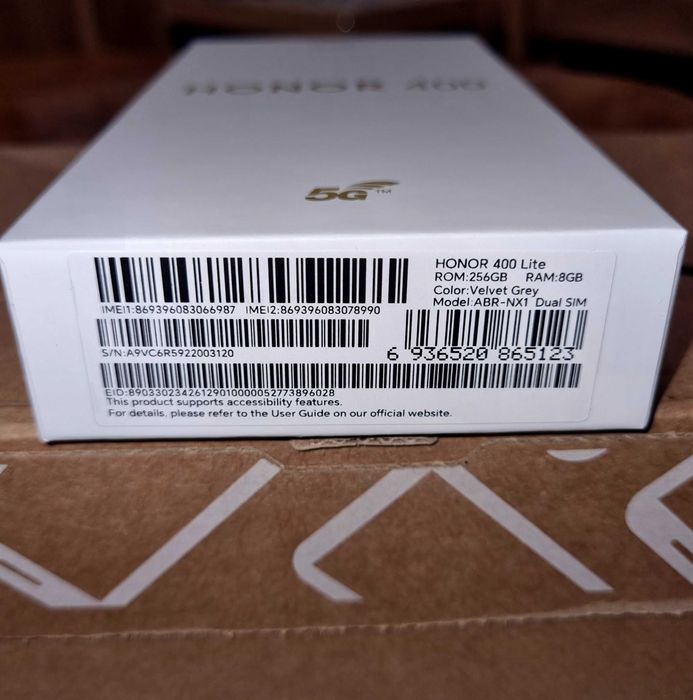 HONOR 400
5G TM
HONOR 400 Lite
ROM:256GB RAM:8GB
Color:Velvet Grey
Model:ABR-NX1 Dual SIM
IMEI1:869396083066987 IMEI2:869396083078990
S/N:A9VC6R5922003120
6 936520 865123
EID:89033023426129010000052773896028
This product supports accessibility features.
For details, please refer to the User Guide on our official website.